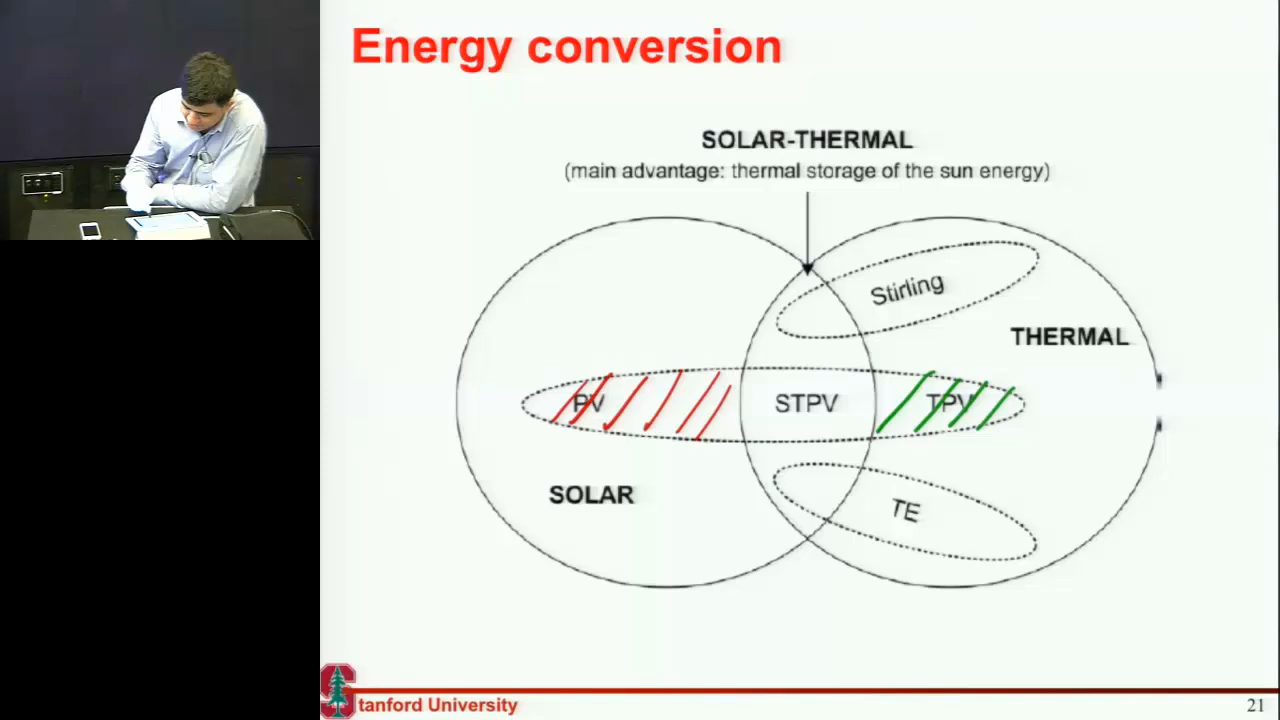 Energy conversion
SOLAR-THERMAL
(main advantage: thermal storage of the sun energy)
Stirling
THERMAL
PV
STPV
TPV
SOLAR
TE
Stanford University
21